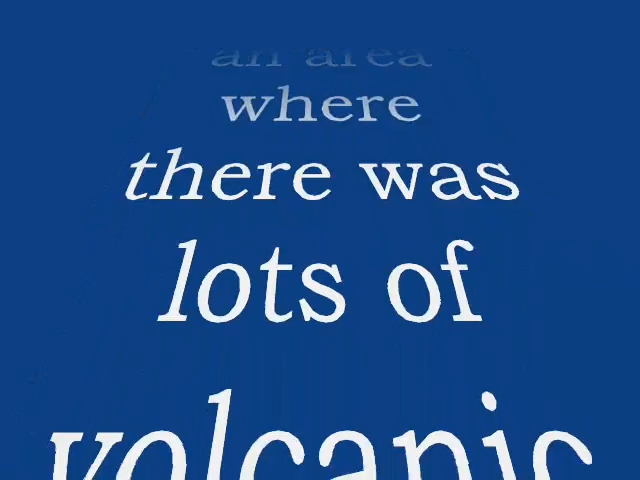 an area
where
there was
lots of
volcanic